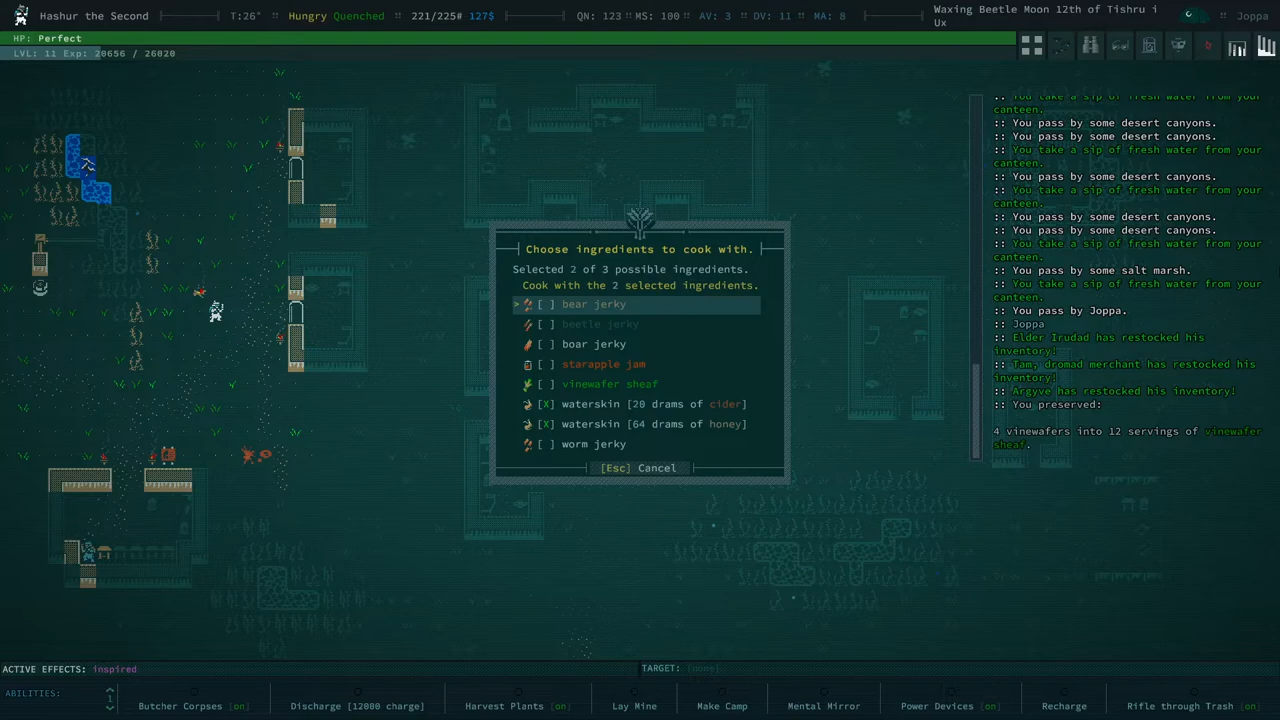 Hashur the Second T:26° Hungry Quenched :: 221/225# 127$ QN: 123 :: MS: 100 :: AV: 3 :: DV: 11 :: MA: 8 Waxing Beetle Moon 12th of Tishru i Ux Joppa
HP: Perfect
LVL: 11 Exp: 20656 / 26020
:: You take a sip of fresh water from your
canteen.
:: You pass by some desert canyons.
:: You pass by some desert canyons.
:: You take a sip of fresh water from your
canteen.
:: You pass by some desert canyons.
:: You take a sip of fresh water from your
canteen.
:: You pass by some desert canyons.
:: You pass by some desert canyons.
:: You take a sip of fresh water from your
canteen.
:: You pass by some salt marsh.
:: You take a sip of fresh water from your
canteen.
:: You pass by Joppa.
:: Joppa
:: Elder Irudad has restocked his
inventory!
:: Tam, dromad merchant has restocked his
inventory!
:: Argyve has restocked his inventory!
:: You preserved:
4 vinewafers into 12 servings of vinewafer
sheaf.
Choose ingredients to cook with.
Selected 2 of 3 possible ingredients.
Cook with the 2 selected ingredients.
> [ ] bear jerky
[ ] beetle jerky
[ ] boar jerky
[ ] starapple jam
[ ] vinewafer sheaf
[X] waterskin [20 drams of cider]
[X] waterskin [64 drams of honey]
[ ] worm jerky
[Esc] Cancel
ACTIVE EFFECTS: inspired TARGET: [none]
ABILITIES: 1 Butcher Corpses [on] Discharge [12000 charge] Harvest Plants [on] Lay Mine Make Camp Mental Mirror Power Devices [on] Recharge Rifle through Trash [on]